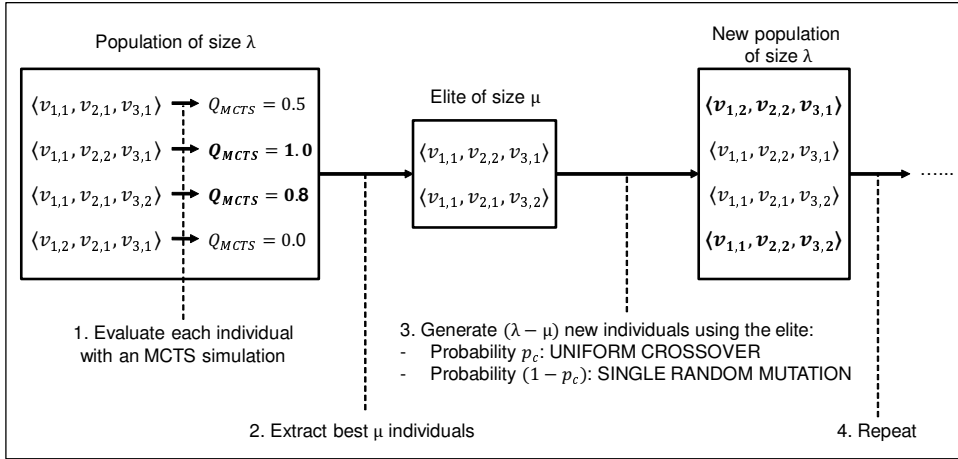 Population of size λ
⟨v1,1, v2,1, v3,1⟩ QMCTS = 0.5
⟨v1,1, v2,2, v3,1⟩ QMCTS = 1.0
⟨v1,1, v2,1, v3,2⟩ QMCTS = 0.8
⟨v1,2, v2,1, v3,1⟩ QMCTS = 0.0
Elite of size μ
⟨v1,1, v2,2, v3,1⟩
⟨v1,1, v2,1, v3,2⟩
New population
of size λ
⟨v1,2, v2,2, v3,1⟩
⟨v1,1, v2,2, v3,1⟩
⟨v1,1, v2,1, v3,2⟩
⟨v1,1, v2,2, v3,2⟩
......
1. Evaluate each individual
with an MCTS simulation
2. Extract best μ individuals
3. Generate (λ − μ) new individuals using the elite:
- Probability pc: UNIFORM CROSSOVER
- Probability (1 − pc): SINGLE RANDOM MUTATION
4. Repeat